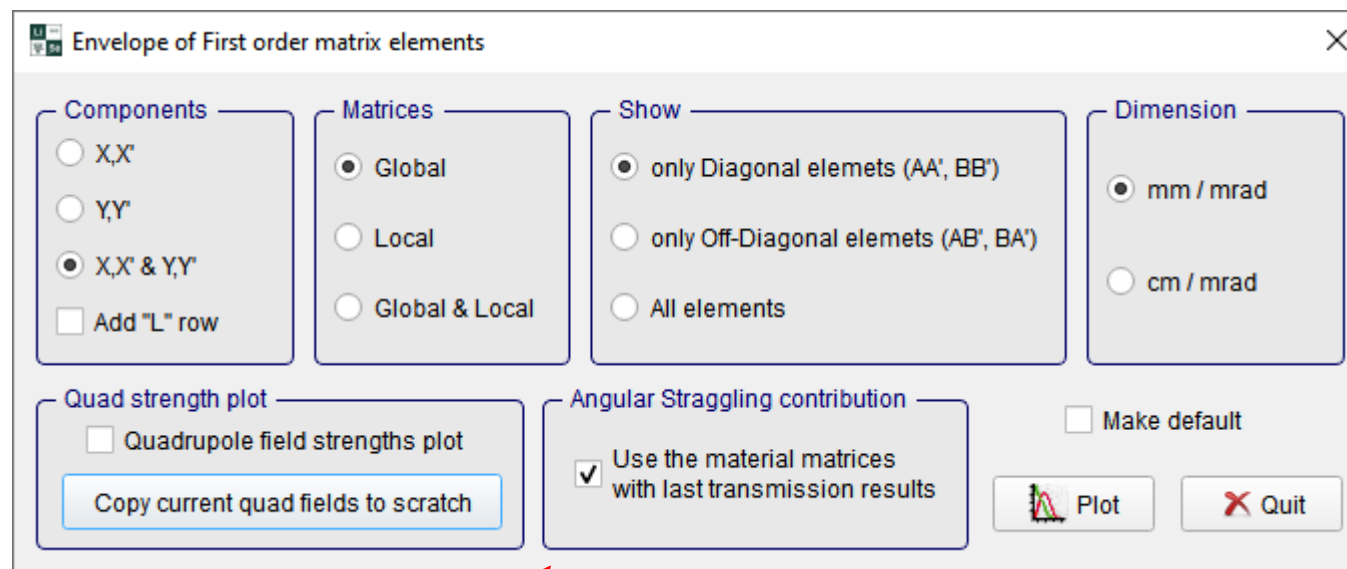 Envelope of First order matrix elements
Components
X,X'
Y,Y'
X,X' & Y,Y'
Add "L" row
Matrices
Global
Local
Global & Local
Show
only Diagonal elemets (AA', BB')
only Off-Diagonal elemets (AB', BA')
All elements
Dimension
mm / mrad
cm / mrad
Quad strength plot
Quadrupole field strengths plot
Copy current quad fields to scratch
Angular Straggling contribution
Use the material matrices
with last transmission results
Make default
Plot
Quit